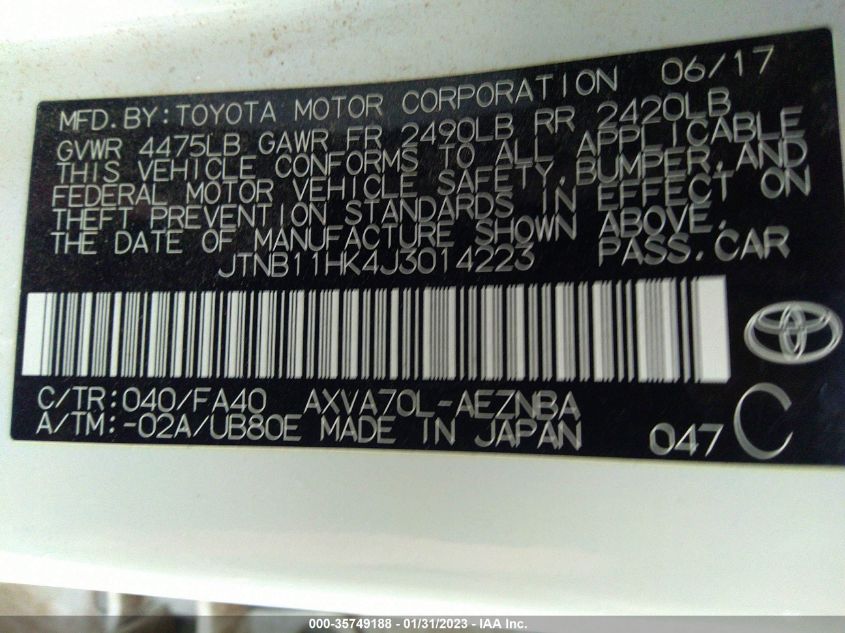 MFD. BY: TOYOTA MOTOR CORPORATION 06/17
GVWR 4475LB GAWR FR 2490LB RR 2420LB
THIS VEHICLE CONFORMS TO ALL APPLICABLE
FEDERAL MOTOR VEHICLE SAFETY, BUMPER, AND
THEFT PREVENTION STANDARDS IN EFFECT ON
THE DATE OF MANUFACTURE SHOWN ABOVE.
JTNB11HK4J3014223 PASS. CAR
C/TR: 040/FA40 AXVA70L-AEZNBA
A/TM: -02A/UB80E MADE IN JAPAN 047 C
000-35749188 - 01/31/2023 - IAA Inc.